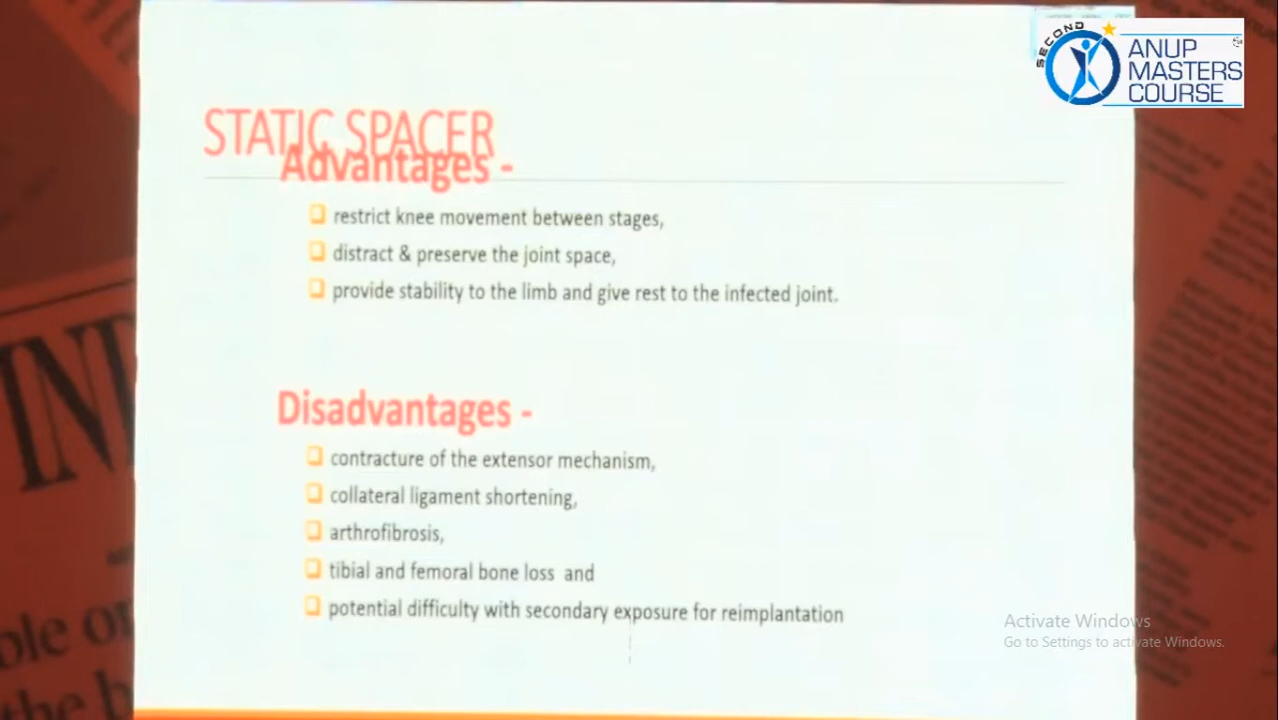 SECOND
ANUP
MASTERS
COURSE
STATIC SPACER
Advantages -
restrict knee movement between stages,
distract & preserve the joint space,
provide stability to the limb and give rest to the infected joint.
Disadvantages -
contracture of the extensor mechanism,
collateral ligament shortening,
arthrofibrosis,
tibial and femoral bone loss and
potential difficulty with secondary exposure for reimplantation
Activate Windows
Go to Settings to activate Windows.
ple or
the b